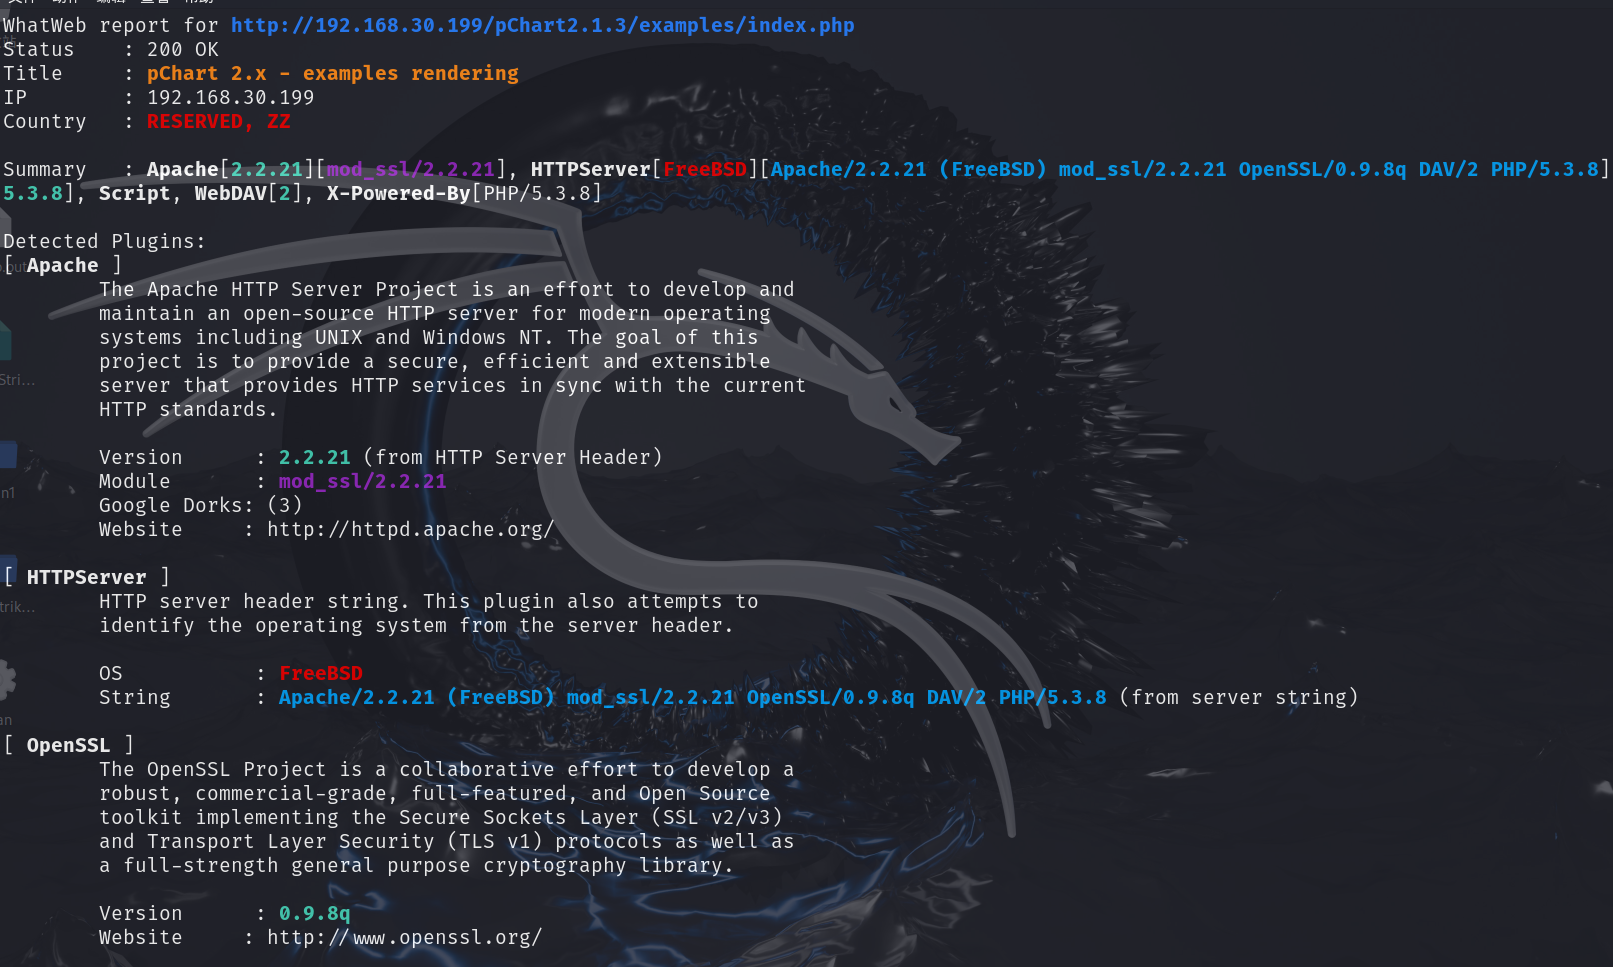 WhatWeb report for http://192.168.30.199/pChart2.1.3/examples/index.php
Status    : 200 OK
Title     : pChart 2.x - examples rendering
IP        : 192.168.30.199
Country   : RESERVED, ZZ
Summary   : Apache[2.2.21][mod_ssl/2.2.21], HTTPServer[FreeBSD][Apache/2.2.21 (FreeBSD) mod_ssl/2.2.21 OpenSSL/0.9.8q DAV/2 PHP/5.3.8]
5.3.8], Script, WebDAV[2], X-Powered-By[PHP/5.3.8]
Detected Plugins:
[ Apache ]
The Apache HTTP Server Project is an effort to develop and
maintain an open-source HTTP server for modern operating
systems including UNIX and Windows NT. The goal of this
project is to provide a secure, efficient and extensible
server that provides HTTP services in sync with the current
HTTP standards.
Version      : 2.2.21 (from HTTP Server Header)
Module       : mod_ssl/2.2.21
Google Dorks: (3)
Website     : http://httpd.apache.org/
[ HTTPServer ]
HTTP server header string. This plugin also attempts to
identify the operating system from the server header.
OS           : FreeBSD
String       : Apache/2.2.21 (FreeBSD) mod_ssl/2.2.21 OpenSSL/0.9.8q DAV/2 PHP/5.3.8 (from server string)
[ OpenSSL ]
The OpenSSL Project is a collaborative effort to develop a
robust, commercial-grade, full-featured, and Open Source
toolkit implementing the Secure Sockets Layer (SSL v2/v3)
and Transport Layer Security (TLS v1) protocols as well as
a full-strength general purpose cryptography library.
Version      : 0.9.8q
Website     : http://www.openssl.org/